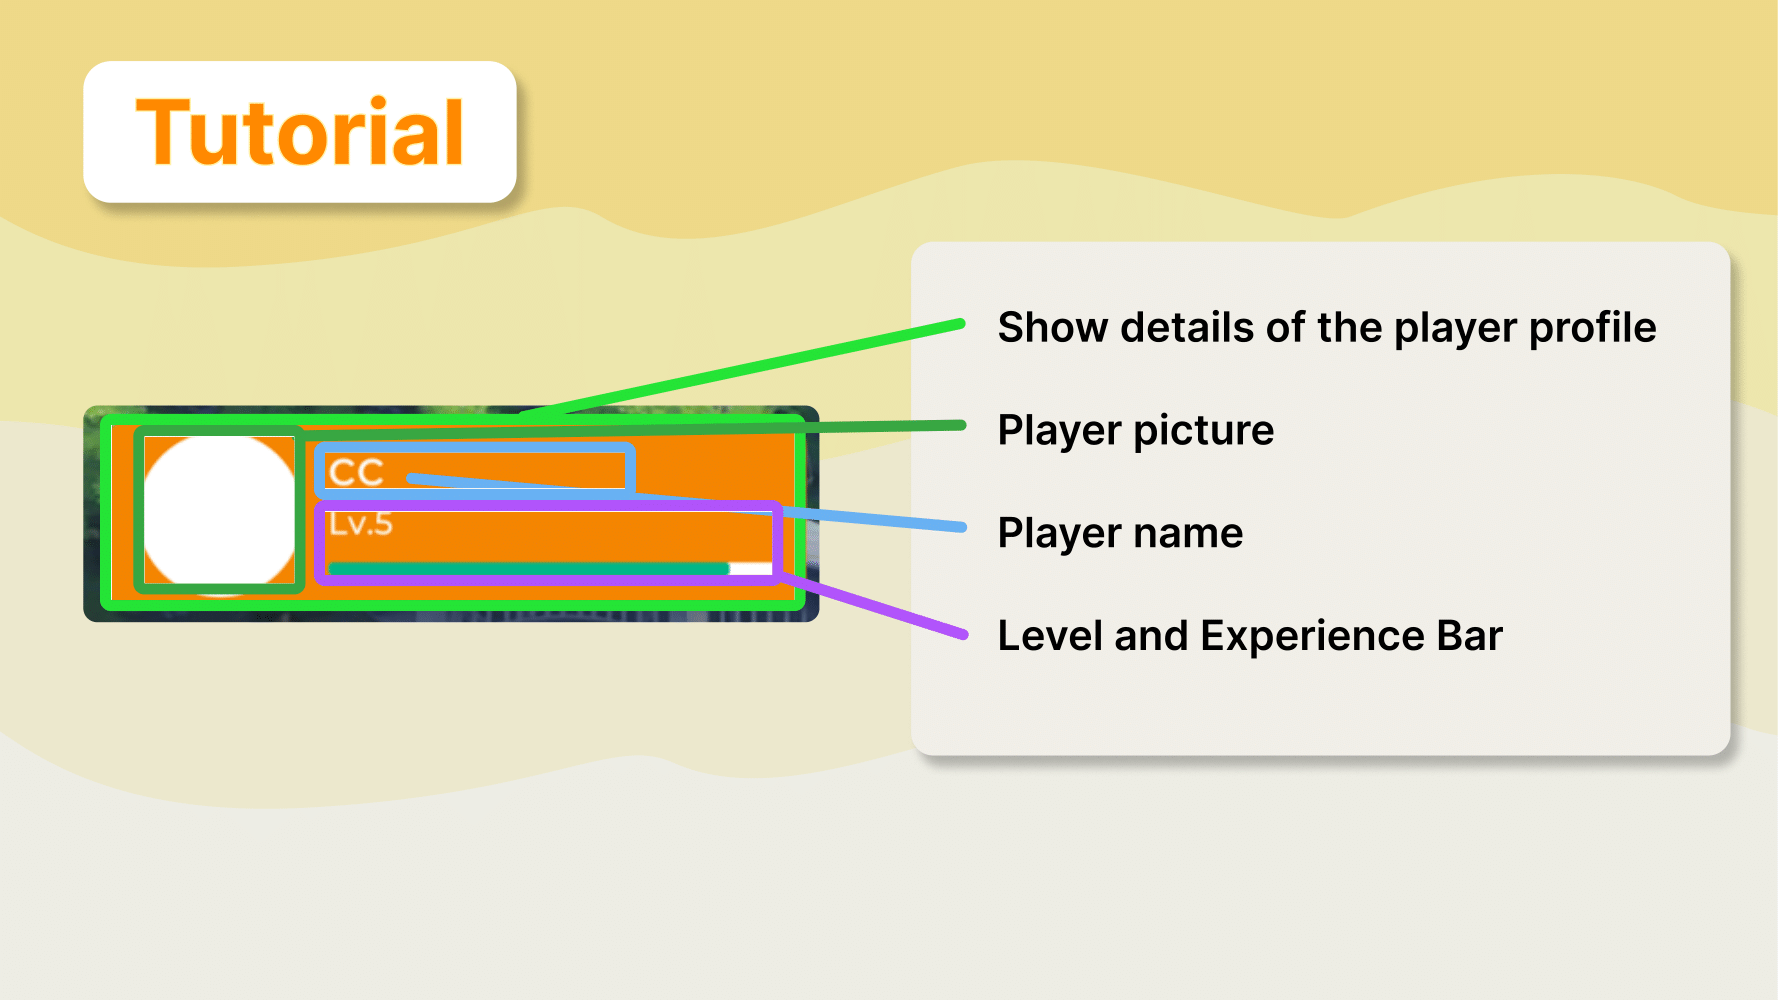 Tutorial
Show details of the player profile
Player picture
CC
Player name
Lv.5
Level and Experience Bar